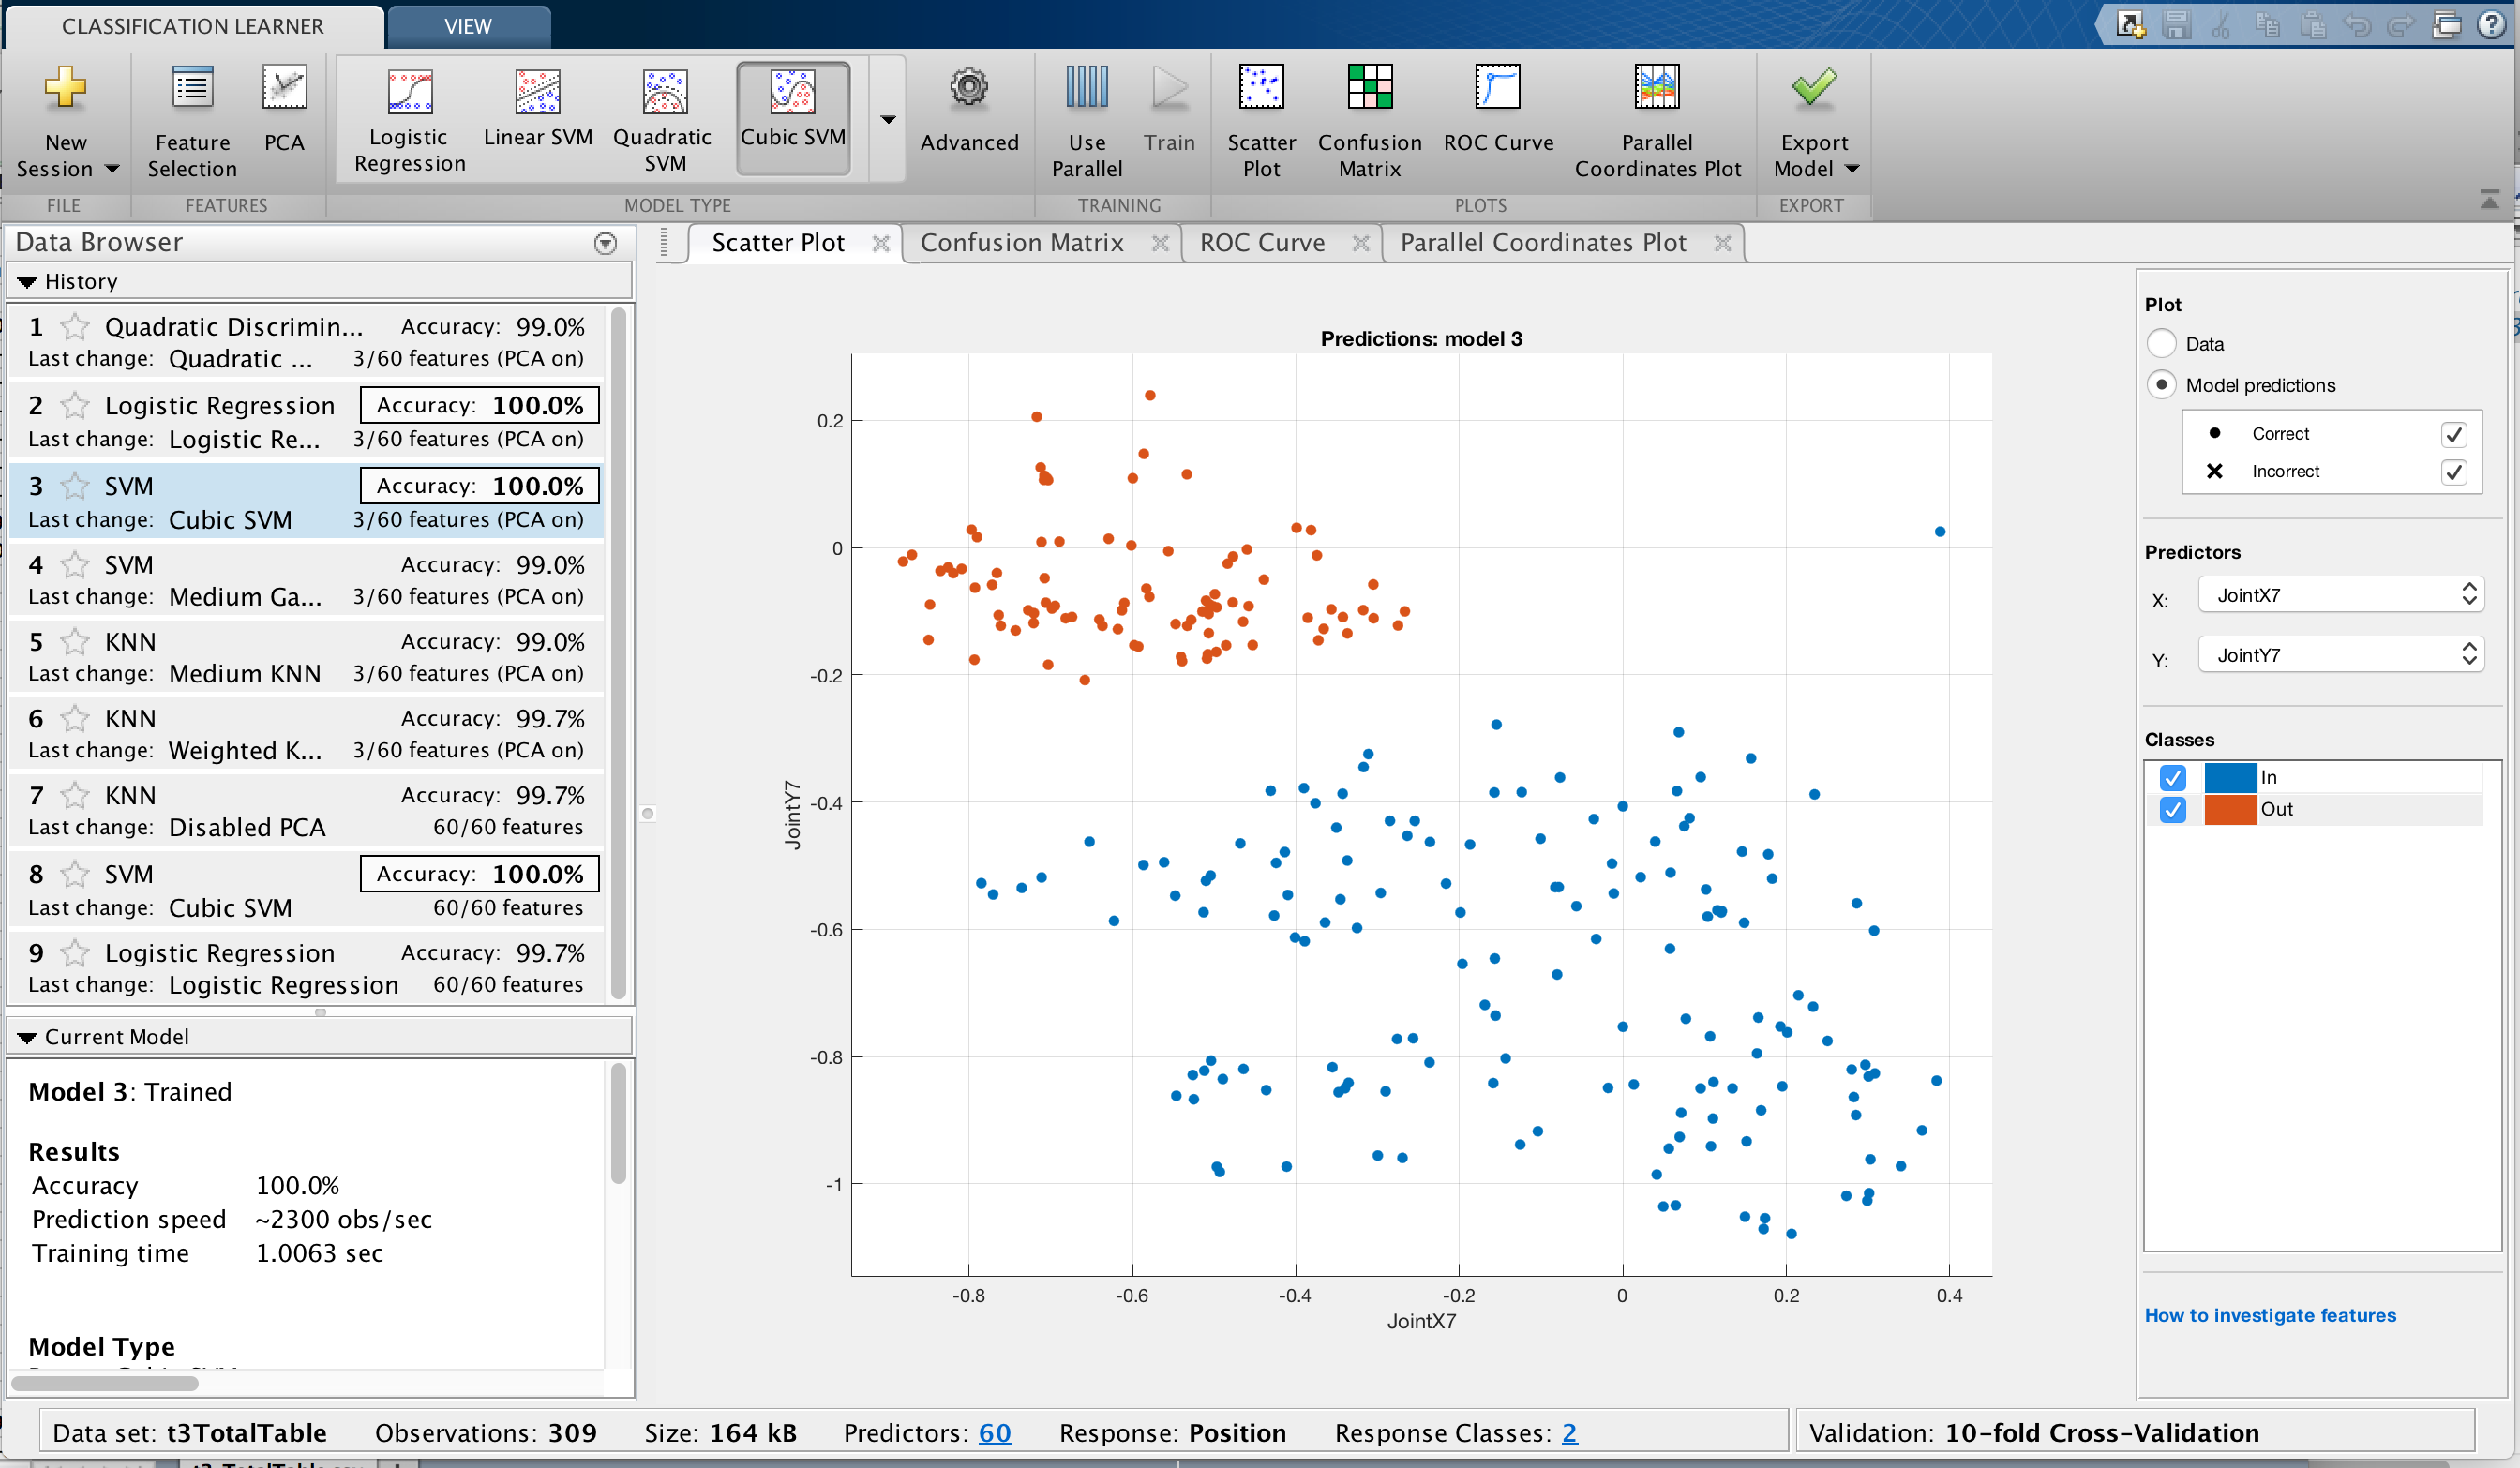 CLASSIFICATION LEARNER
VIEW
New
Session
Feature
Selection
PCA
Logistic
Regression
Linear SVM
Quadratic
SVM
Cubic SVM
Advanced
Use
Parallel
Train
Scatter
Plot
Confusion
Matrix
ROC Curve
Parallel
Coordinates Plot
Export
Model
FILE
FEATURES
MODEL TYPE
TRAINING
PLOTS
EXPORT
Data Browser
History
1 Quadratic Discrimin... Accuracy: 99.0%
Last change: Quadratic ... 3/60 features (PCA on)
2 Logistic Regression Accuracy: 100.0%
Last change: Logistic Re... 3/60 features (PCA on)
3 SVM Accuracy: 100.0%
Last change: Cubic SVM 3/60 features (PCA on)
4 SVM Accuracy: 99.0%
Last change: Medium Ga... 3/60 features (PCA on)
5 KNN Accuracy: 99.0%
Last change: Medium KNN 3/60 features (PCA on)
6 KNN Accuracy: 99.7%
Last change: Weighted K... 3/60 features (PCA on)
7 KNN Accuracy: 99.7%
Last change: Disabled PCA 60/60 features
8 SVM Accuracy: 100.0%
Last change: Cubic SVM 60/60 features
9 Logistic Regression Accuracy: 99.7%
Last change: Logistic Regression 60/60 features
Current Model
Model 3: Trained
Results
Accuracy 100.0%
Prediction speed ~2300 obs/sec
Training time 1.0063 sec
Model Type
Scatter Plot
Confusion Matrix
ROC Curve
Parallel Coordinates Plot
Predictions: model 3
0.2
0
-0.2
-0.4
-0.6
-0.8
-1
JointY7
-0.8 -0.6 -0.4 -0.2 0 0.2 0.4
JointX7
Plot
Data
Model predictions
Correct
Incorrect
Predictors
X: JointX7
Y: JointY7
Classes
In
Out
How to investigate features
Data set: t3TotalTable Observations: 309 Size: 164 kB Predictors: 60 Response: Position Response Classes: 2
Validation: 10-fold Cross-Validation